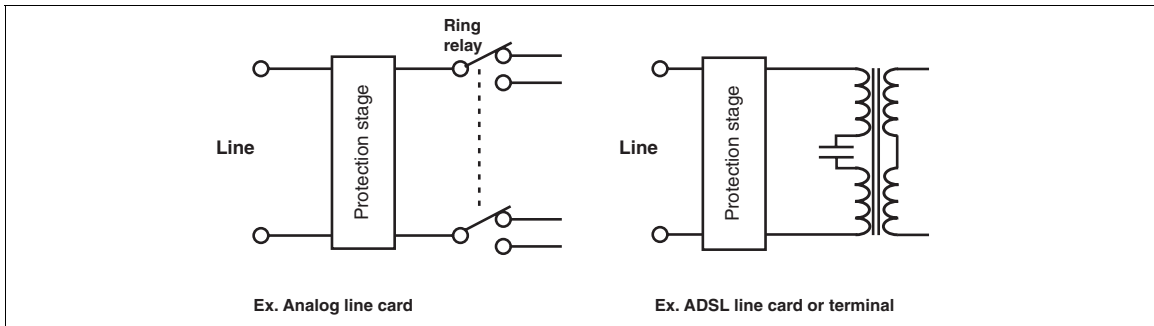 Ring
relay
Line
Protection stage
Ex. Analog line card
Line
Protection stage
Ex. ADSL line card or terminal